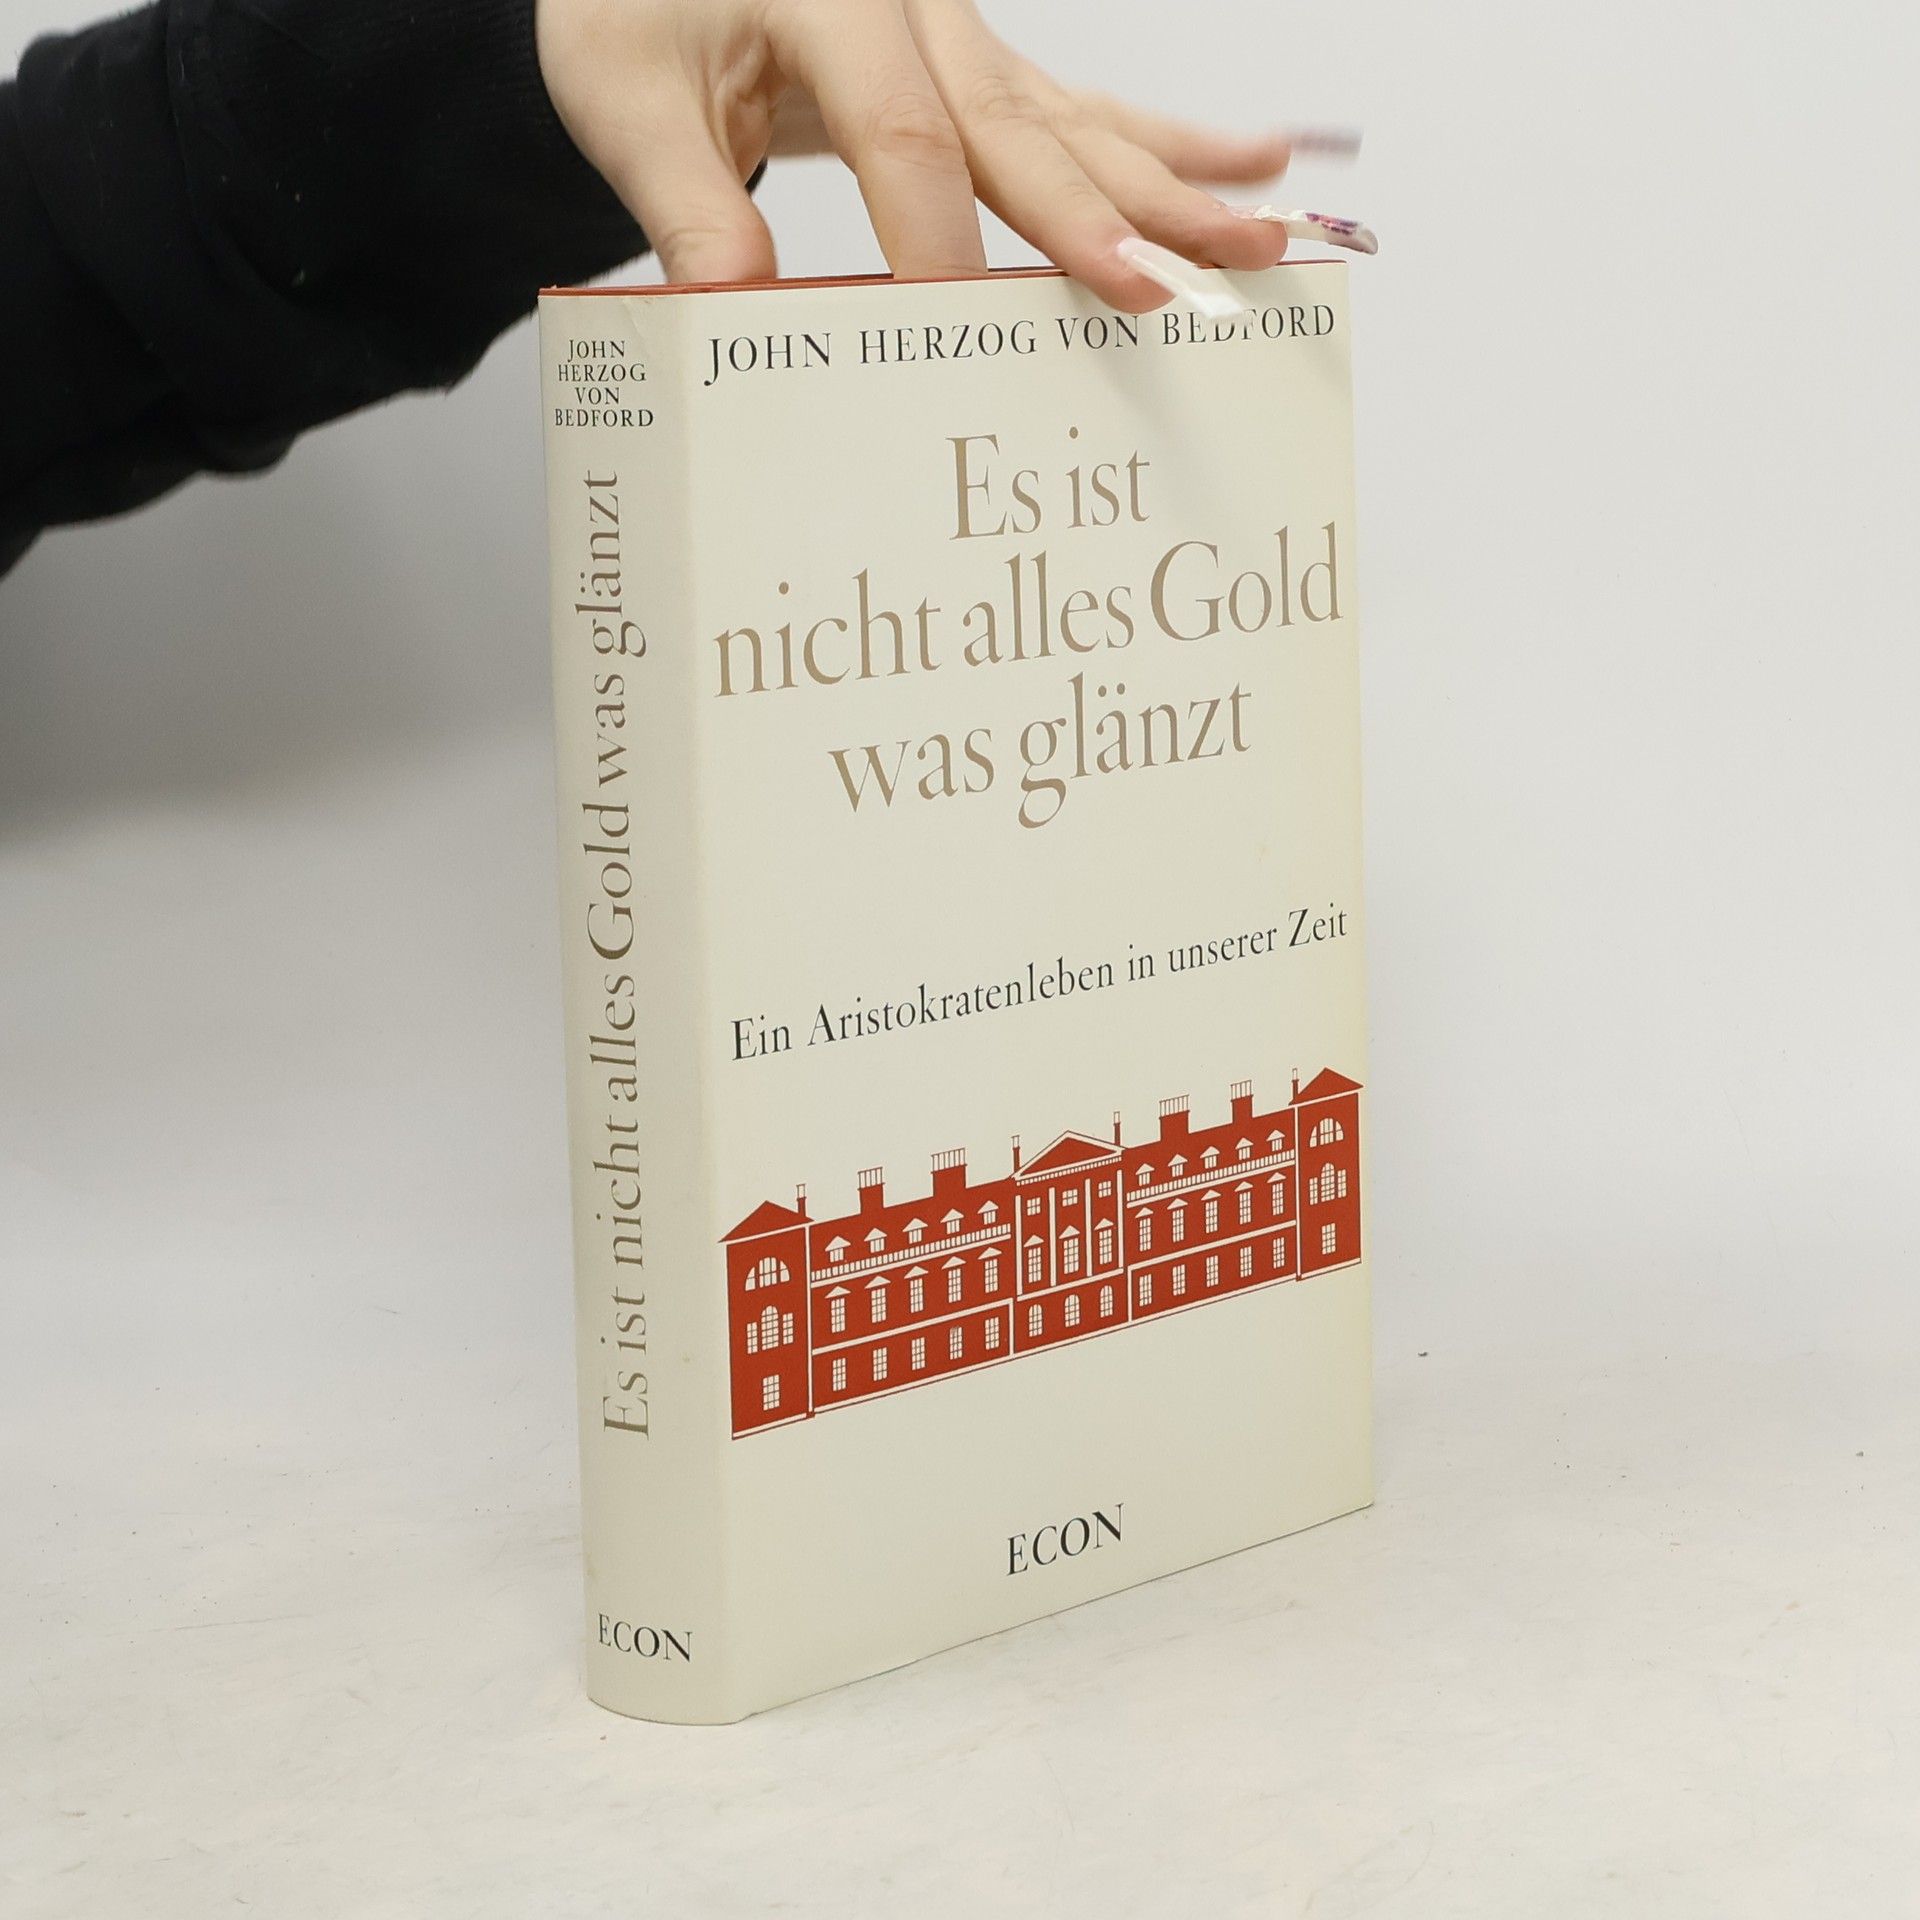 JOHN
HERZOG
VON
BEDFORD
Es ist nicht alles Gold was glänzt
ECON
JOHN HERZOG VON BEDFORD
Es ist
nicht alles Gold
was glänzt
Ein Aristokratenleben in unserer Zeit
ECON